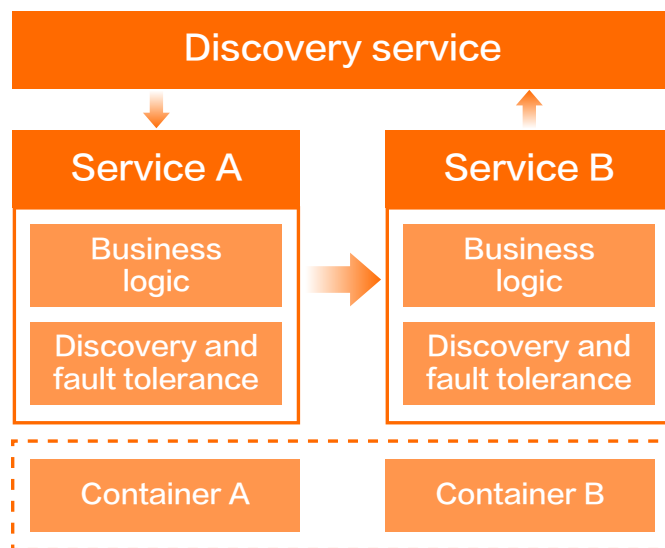 Discovery service
Service A
Business
logic
Discovery and
fault tolerance
Service B
Business
logic
Discovery and
fault tolerance
Container A
Container B